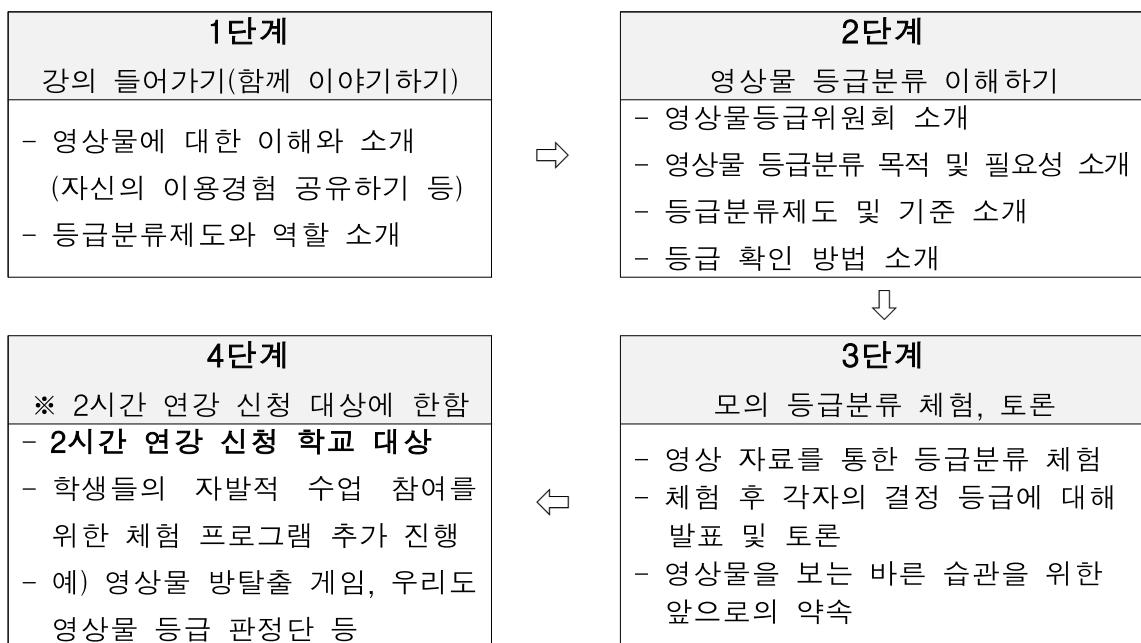 1단계
강의 들어가기(함께 이야기하기)
- 영상물에 대한 이해와 소개
(자신의 이용경험 공유하기 등)
- 등급분류제도와 역할 소개
⇨
2단계
영상물 등급분류 이해하기
- 영상물등급위원회 소개
- 영상물 등급분류 목적 및 필요성 소개
- 등급분류제도 및 기준 소개
- 등급 확인 방법 소개
⇩
3단계
모의 등급분류 체험, 토론
- 영상 자료를 통한 등급분류 체험
- 체험 후 각자의 결정 등급에 대해
발표 및 토론
- 영상물을 보는 바른 습관을 위한
앞으로의 약속
⇦
4단계
※ 2시간 연강 신청 대상에 한함
- 2시간 연강 신청 학교 대상
- 학생들의 자발적 수업 참여를
위한 체험 프로그램 추가 진행
- 예) 영상물 방탈출 게임, 우리도
영상물 등급 판정단 등